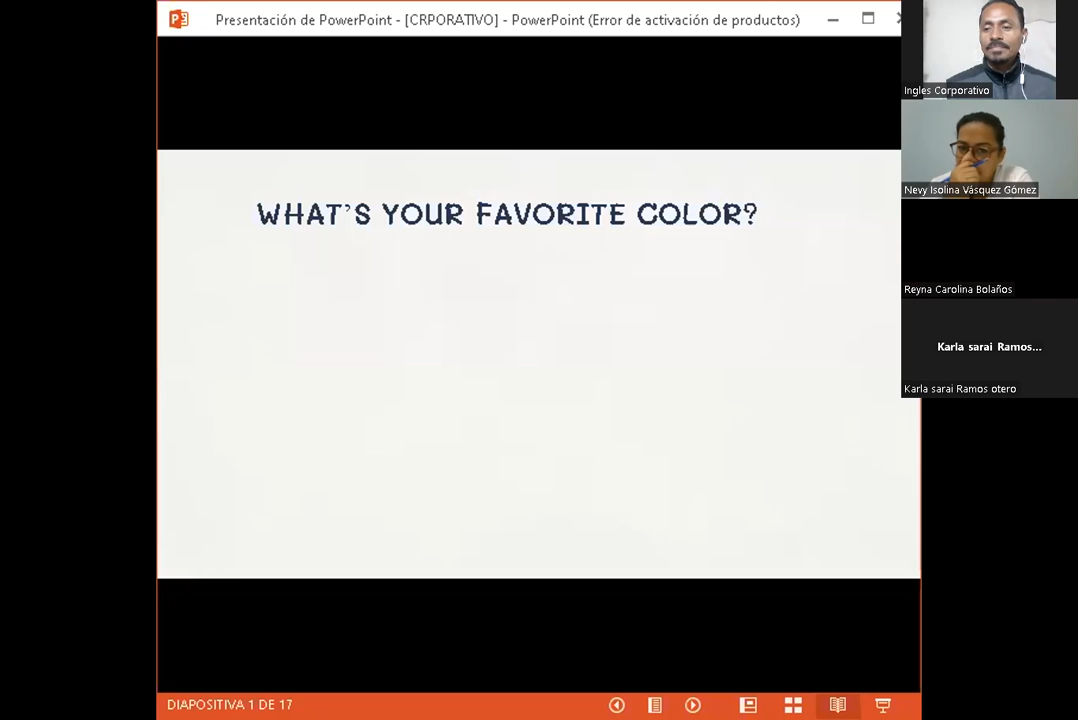 Presentación de PowerPoint - [CRPORATIVO] - PowerPoint (Error de activación de productos)
Ingles Corporativo
Nevy Isolina Vásquez Gómez
WHAT'S YOUR FAVORITE COLOR?
Reyna Carolina Bolaños
Karla sarai Ramos...
Karla sarai Ramos otero
DIAPOSITIVA 1 DE 17